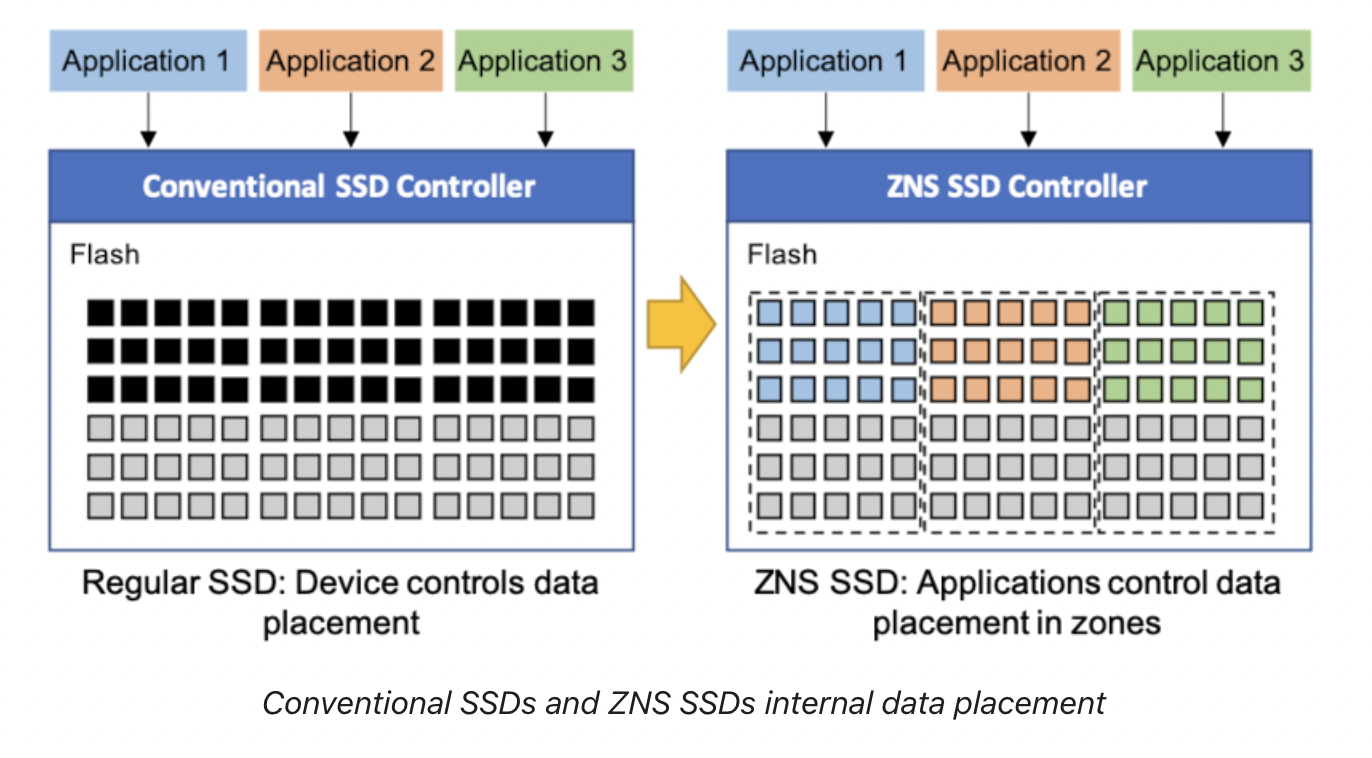 Application 1 Application 2 Application 3
Conventional SSD Controller
Flash
Regular SSD: Device controls data
placement
Application 1 Application 2 Application 3
ZNS SSD Controller
Flash
ZNS SSD: Applications control data
placement in zones
Conventional SSDs and ZNS SSDs internal data placement